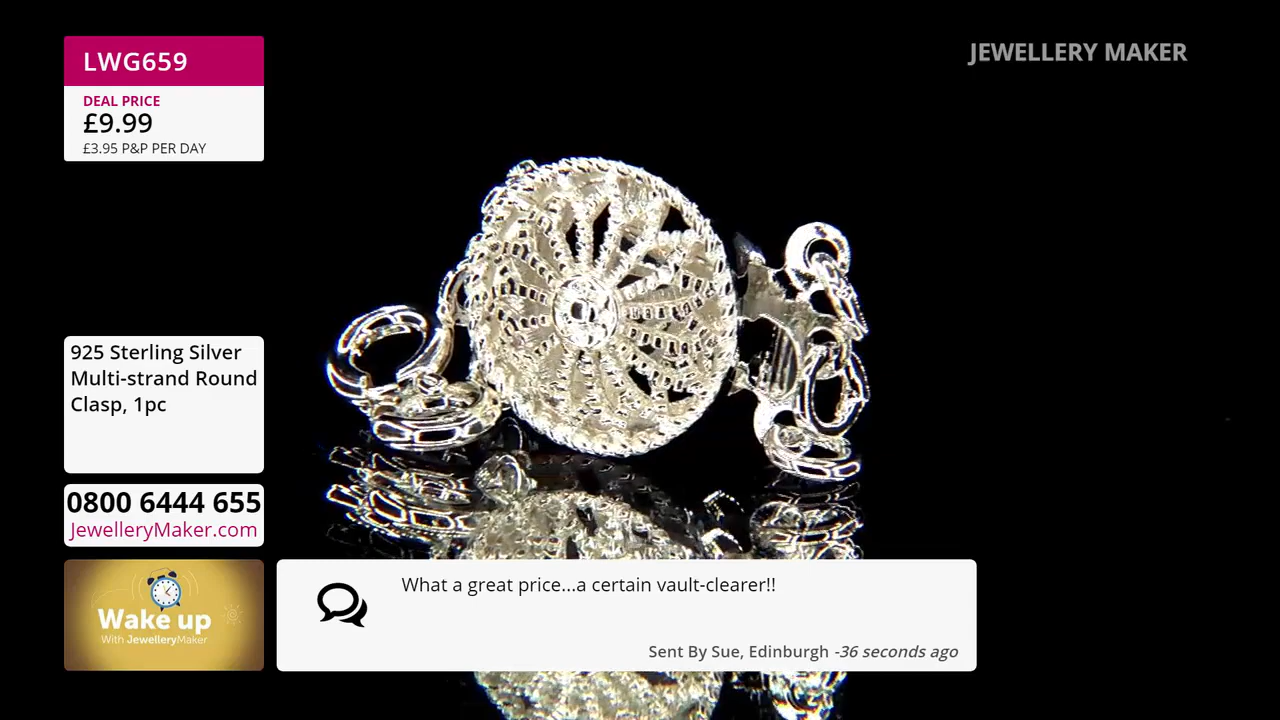 LWG659
DEAL PRICE
£9.99
£3.95 P&P PER DAY
JEWELLERY MAKER
925 Sterling Silver
Multi-strand Round
Clasp, 1pc
0800 6444 655
JewelleryMaker.com
Wake up
With JewelleryMaker
What a great price...a certain vault-clearer!!
Sent By Sue, Edinburgh -36 seconds ago